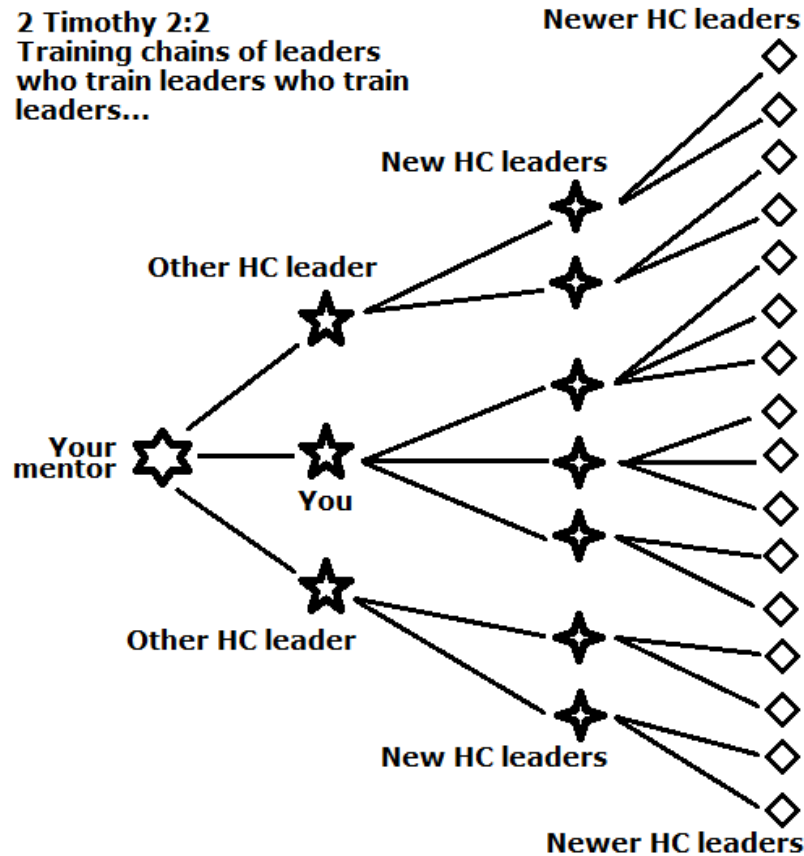 2 Timothy 2:2
Training chains of leaders
who train leaders who train
leaders...
Newer HC leaders
New HC leaders
Other HC leader
Your
mentor
You
Other HC leader
New HC leaders
Newer HC leaders